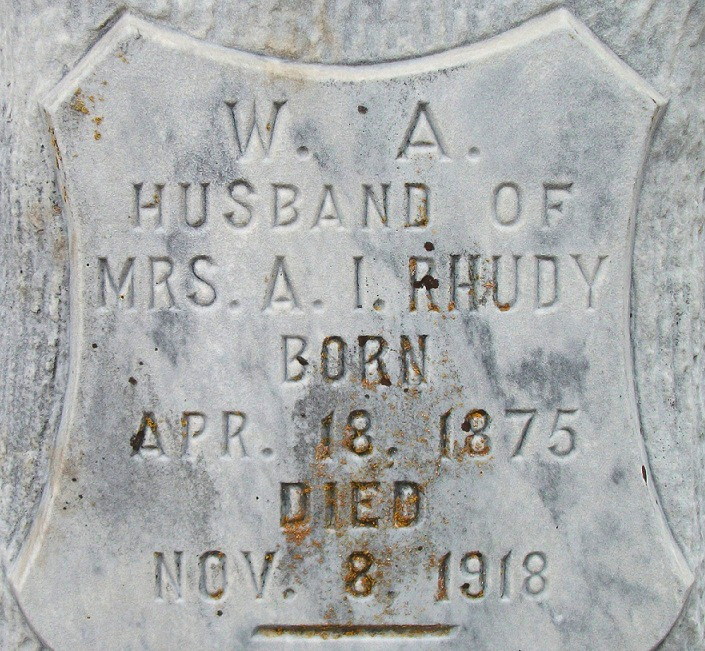 W. A.
HUSBAND OF
MRS. A. I. RHUDY
BORN
APR. 18. 1875
DIED
NOV. 8. 1918